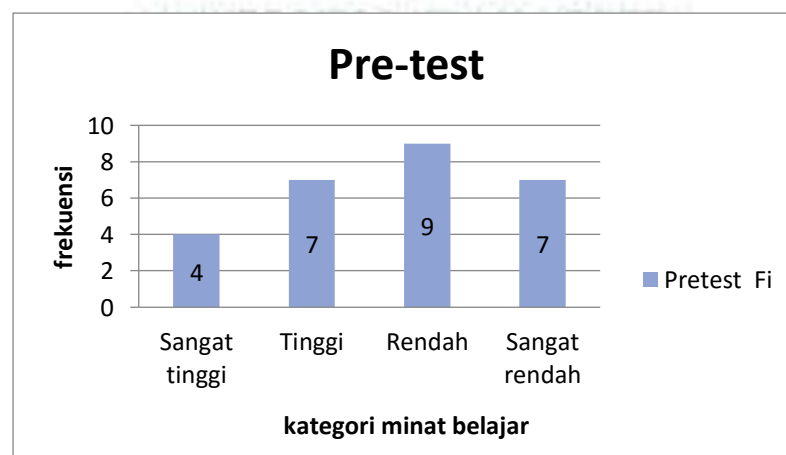 Pre-test
frekuensi
10
8
6
4
2
0
4
7
9
7
Sangat tinggi
Tinggi
Rendah
Sangat rendah
kategori minat belajar
Pretest Fi